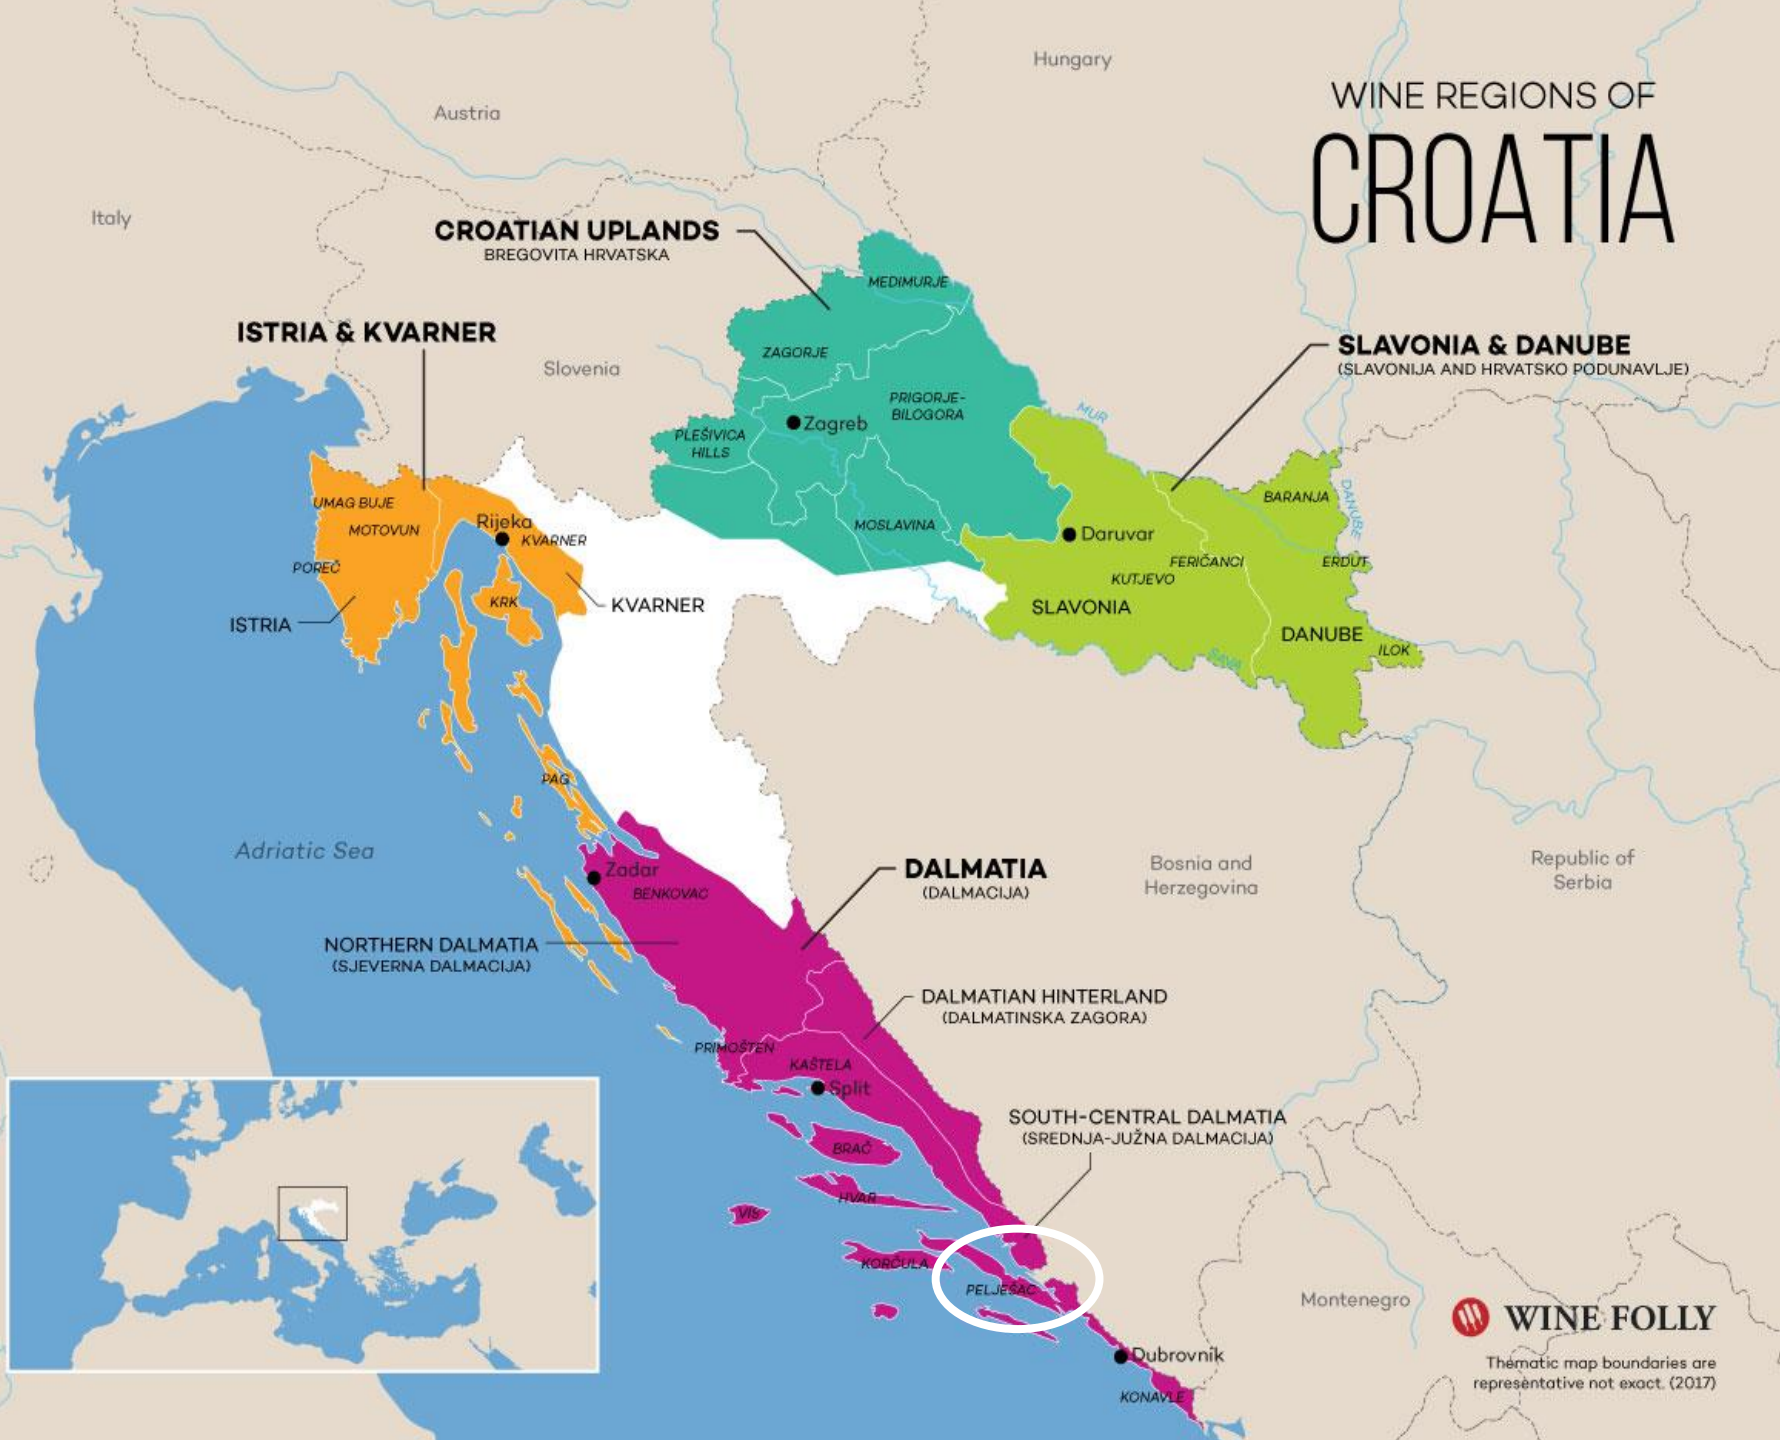 WINE REGIONS OF
CROATIA
Hungary
Austria
Italy
CROATIAN UPLANDS
BREGOVITA HRVATSKA
MEDIMURJE
ISTRIA & KVARNER
ZAGORJE
Slovenia
SLAVONIA & DANUBE
(SLAVONIJA AND HRVATSKO PODUNAVLJE)
PRIGORJE-
BILOGORA
MUR
Zagreb
PLEŠIVICA
HILLS
UMAG BUJE
MOTOVUN
Rijeka
KVARNER
POREČ
MOSLAVINA
Daruvar
BARANJA
DANUBE
FERIČANCI
ERDUT
KUTJEVO
KRK
KVARNER
SLAVONIA
ISTRIA
DANUBE
ILOK
SAVA
PAG
Adriatic Sea
Zadar
BENKOVAC
DALMATIA
(DALMACIJA)
Bosnia and
Herzegovina
Republic of
Serbia
NORTHERN DALMATIA
(SJEVERNA DALMACIJA)
DALMATIAN HINTERLAND
(DALMATINSKA ZAGORA)
PRIMOŠTEN
KAŠTELA
Split
SOUTH-CENTRAL DALMATIA
(SREDNJA-JUŽNA DALMACIJA)
BRAČ
HVAR
VIS
KORČULA
PELJEŠAC
Montenegro
Dubrovnik
KONAVLE
WINE FOLLY
Thematic map boundaries are
representative not exact. (2017)